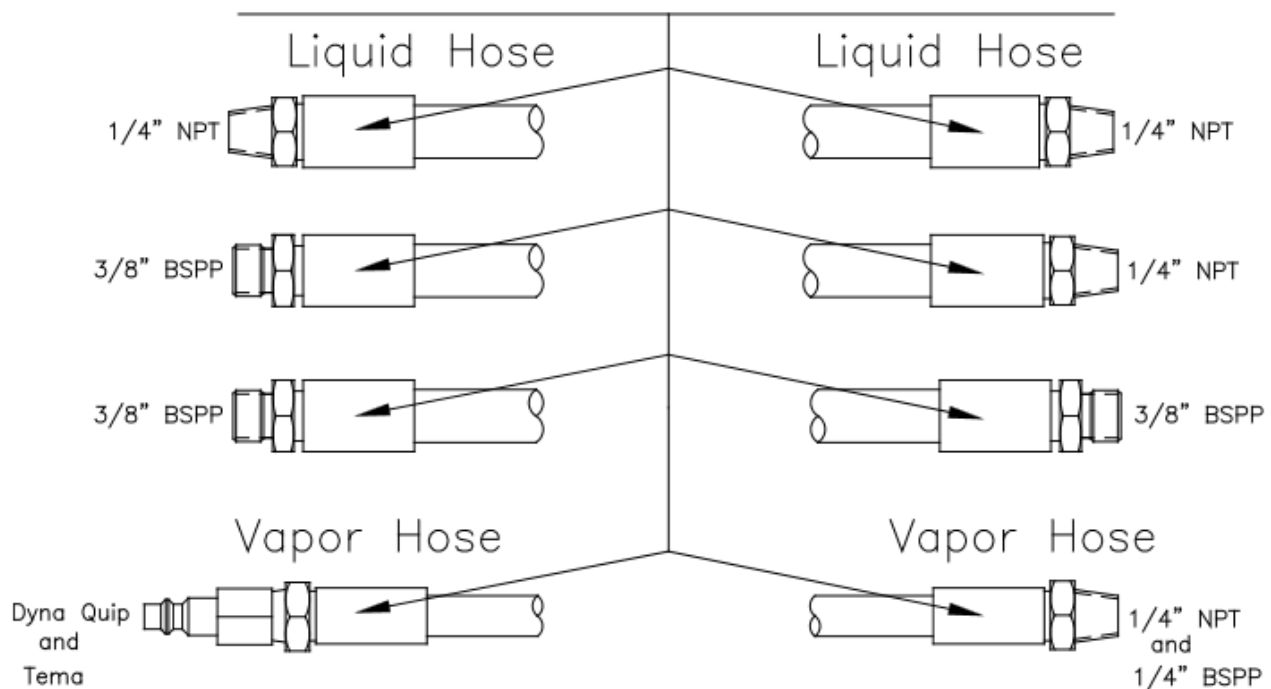 Liquid Hose Liquid Hose
1/4” NPT 1/4” NPT
3/8” BSPP 1/4” NPT
3/8” BSPP 3/8” BSPP
Vapor Hose Vapor Hose
Dyna Quip 1/4” NPT
and and
Tema 1/4” BSPP